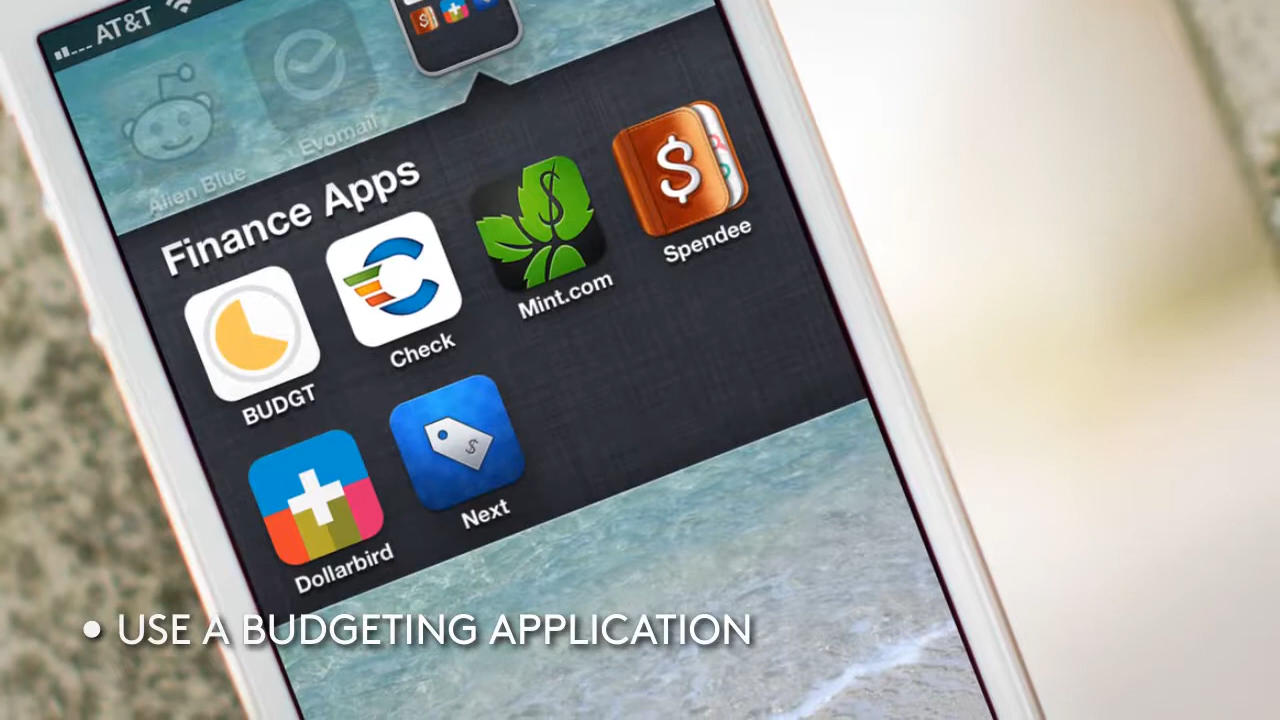 AT&T
Alien Blue
Evomail
Finance Apps
BUDGT
Check
Mint.com
Spendee
Dollarbird
Next
• USE A BUDGETING APPLICATION